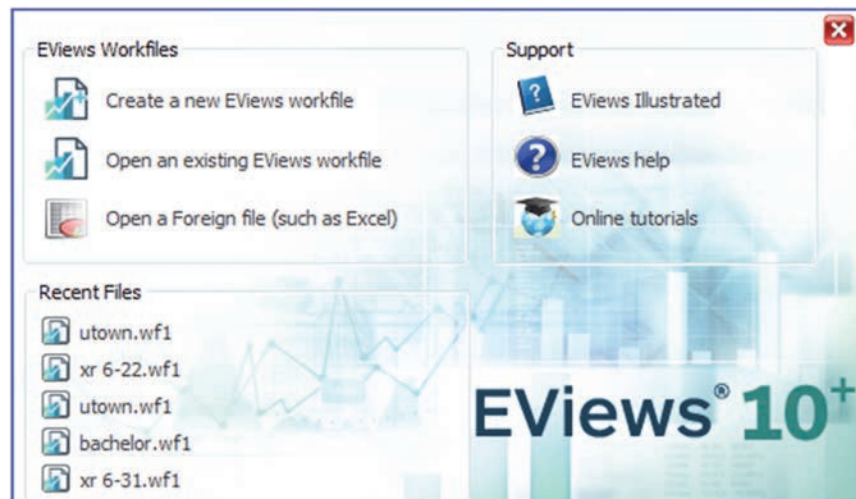 EViews Workfiles
Create a new EViews workfile
Open an existing EViews workfile
Open a Foreign file (such as Excel)
Support
EViews Illustrated
EViews help
Online tutorials
Recent Files
utown.wf1
xr 6-22.wf1
utown.wf1
bachelor.wf1
xr 6-31.wf1
EViews® 10+